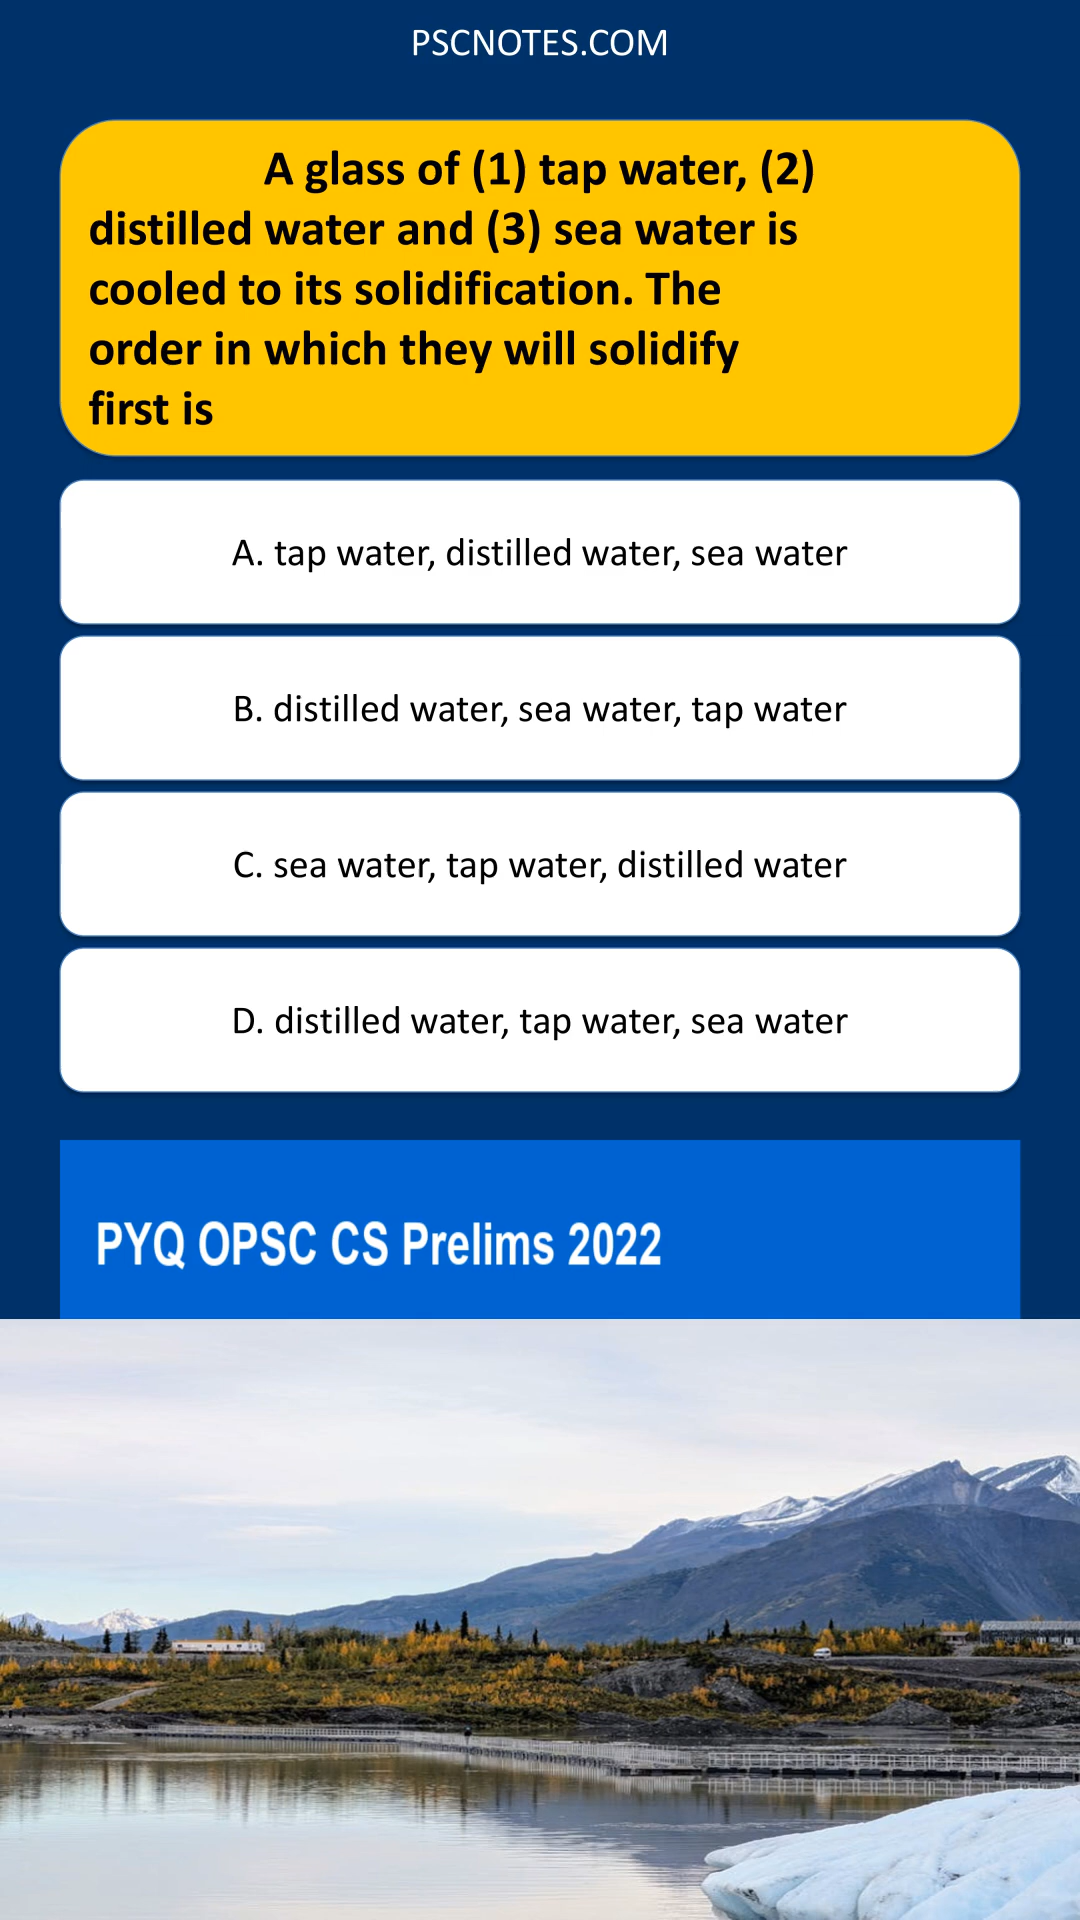 PSCNOTES.COM
A glass of (1) tap water, (2)
distilled water and (3) sea water is
cooled to its solidification. The
order in which they will solidify
first is
A. tap water, distilled water, sea water
B. distilled water, sea water, tap water
C. sea water, tap water, distilled water
D. distilled water, tap water, sea water
PYQ OPSC CS Prelims 2022